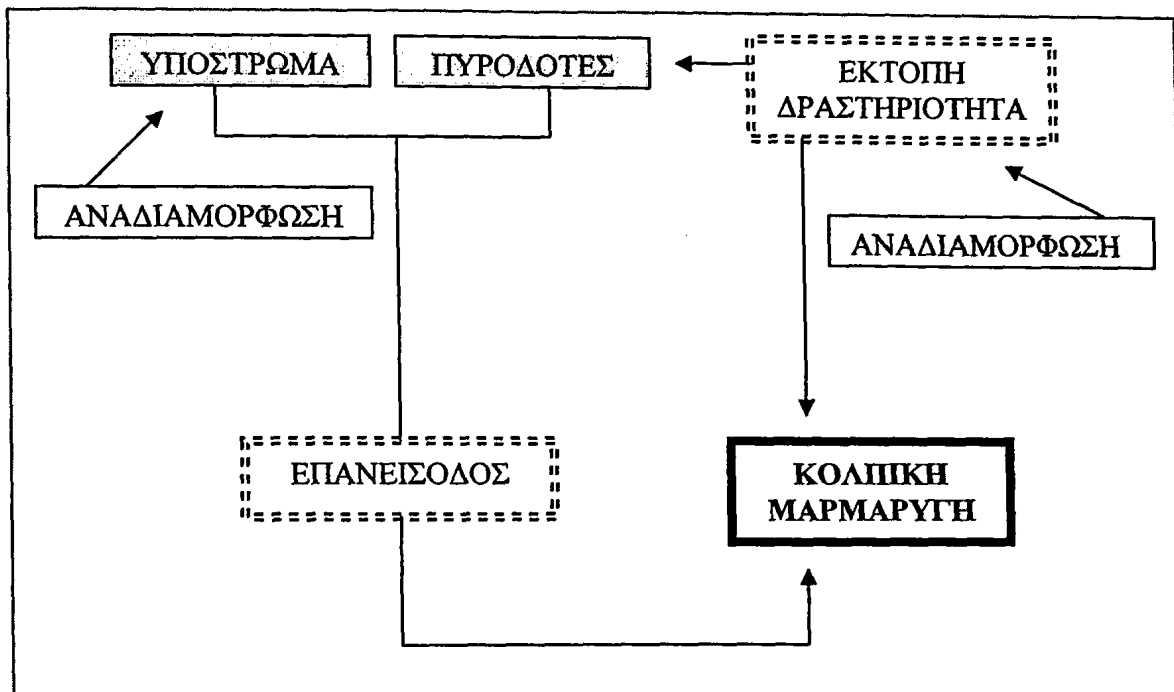 ΥΠΟΣΤΡΩΜΑ
ΠΥΡΟΔΟΤΕΣ
ΕΚΤΟΠΗ
ΔΡΑΣΤΗΡΙΟΤΗΤΑ
ΑΝΑΔΙΑΜΟΡΦΩΣΗ
ΑΝΑΔΙΑΜΟΡΦΩΣΗ
ΕΠΑΝΕΙΣΟΔΟΣ
ΚΟΛΠΙΚΗ
ΜΑΡΜΑΡΥΓΗ